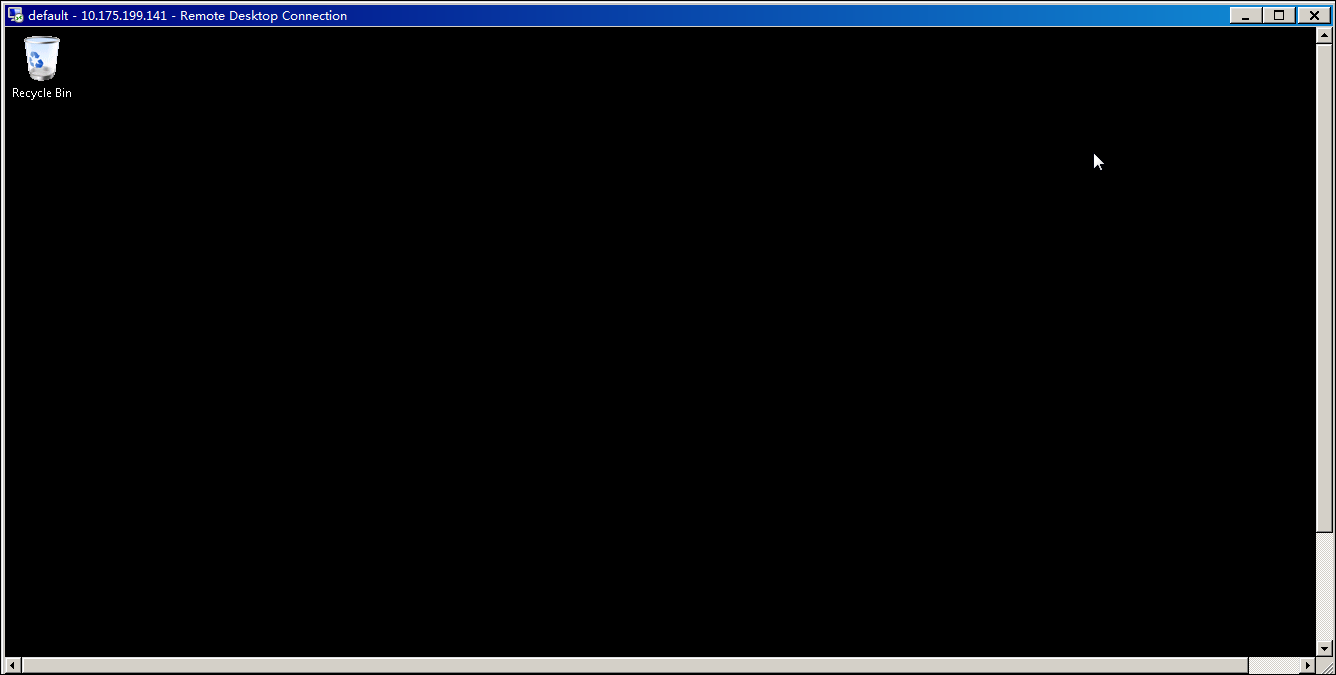 default - 10.175.199.141 - Remote Desktop Connection
Recycle Bin